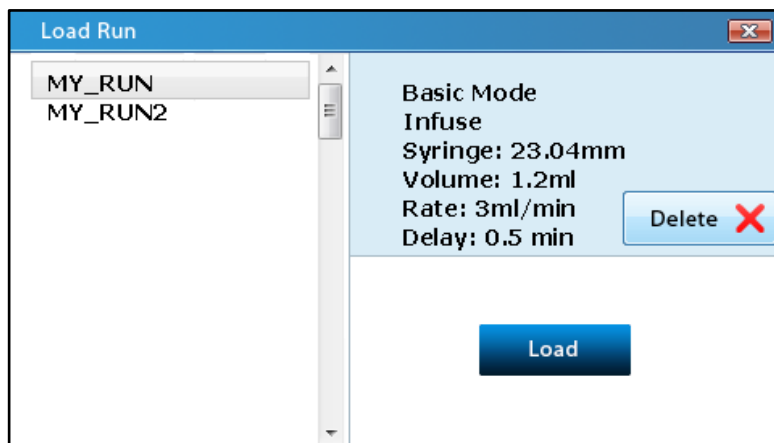 Load Run
MY_RUN
MY_RUN2
Basic Mode
Infuse
Syringe: 23.04mm
Volume: 1.2ml
Rate: 3ml/min
Delay: 0.5 min
Delete
Load